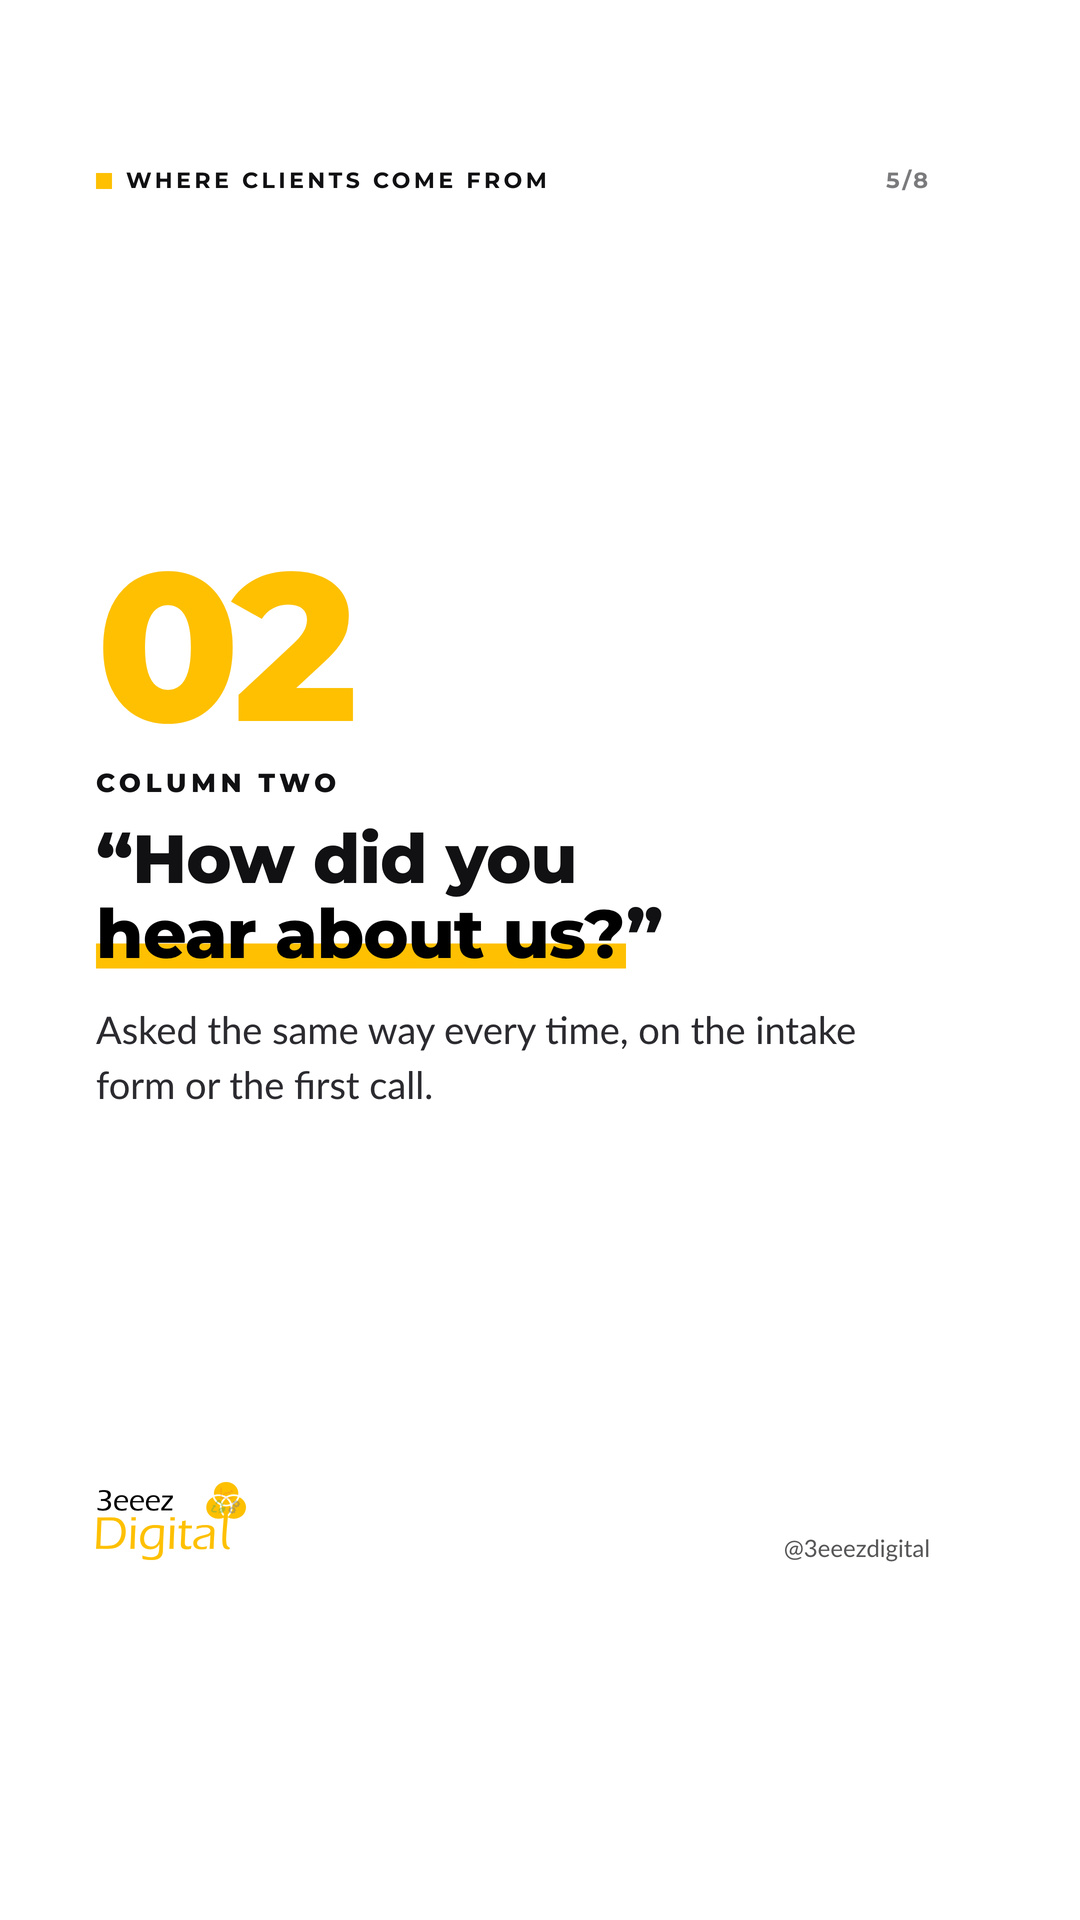 WHERE CLIENTS COME FROM
5/8
02
COLUMN TWO
“How did you
hear about us?”
Asked the same way every time, on the intake
form or the first call.
3eeez
Digital
@3eeezdigital